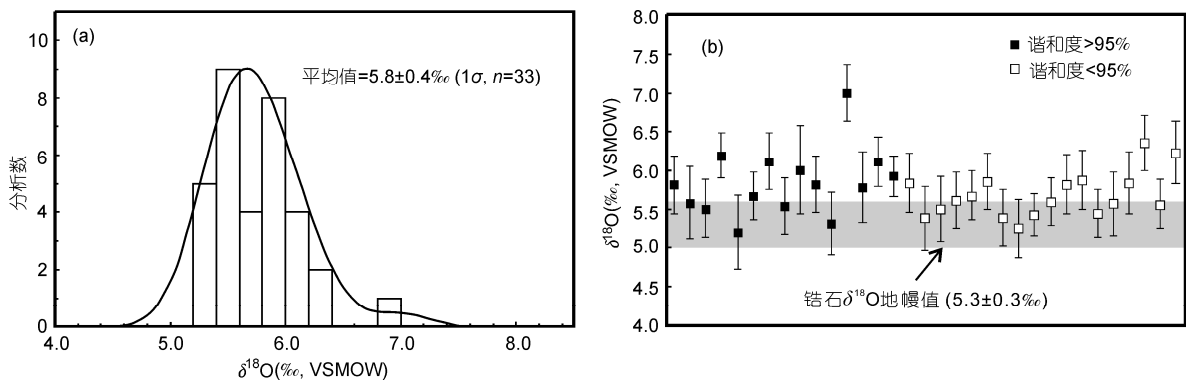 (a)
平均值=5.8±0.4‰ (1σ, n=33)
10
8
6
4
2
0
分析数
4.0 5.0 6.0 7.0 8.0
δ¹⁸O(‰, VSMOW)
(b)
谐和度>95%
谐和度<95%
8.0
7.5
7.0
6.5
6.0
5.5
5.0
4.5
4.0
δ¹⁸O(‰, VSMOW)
锆石δ¹⁸O地幔值 (5.3±0.3‰)